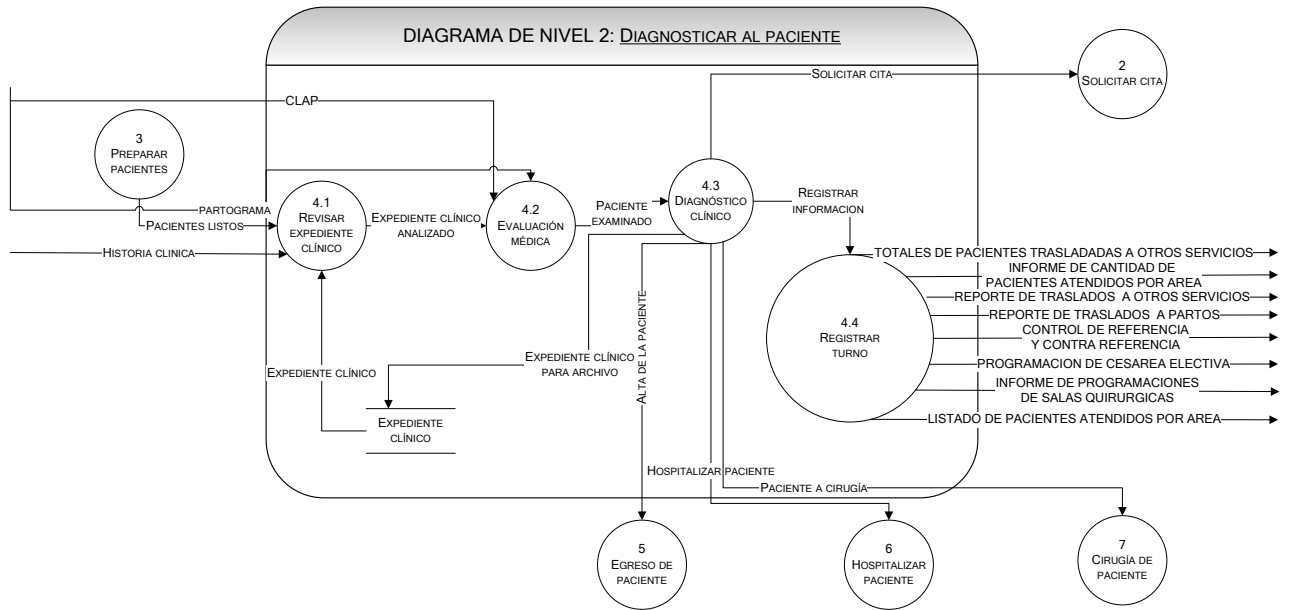 DIAGRAMA DE NIVEL 2: DIAGNOSTICAR AL PACIENTE
SOLICITAR CITA
2
SOLICITAR CITA
CLAP
3
PREPARAR
PACIENTES
PARTOGRAMA
PACIENTES LISTOS
HISTORIA CLINICA
4.1
REVISAR
EXPEDIENTE
CLÍNICO
EXPEDIENTE CLÍNICO
ANALIZADO
4.2
EVALUACIÓN
MÉDICA
PACIENTE
EXAMINADO
4.3
DIAGNÓSTICO
CLÍNICO
REGISTRAR
INFORMACION
4.4
REGISTRAR
TURNO
TOTALES DE PACIENTES TRASLADADAS A OTROS SERVICIOS
INFORME DE CANTIDAD DE
PACIENTES ATENDIDOS POR AREA
REPORTE DE TRASLADOS A OTROS SERVICIOS
REPORTE DE TRASLADOS A PARTOS
CONTROL DE REFERENCIA
Y CONTRA REFERENCIA
PROGRAMACION DE CESAREA ELECTIVA
INFORME DE PROGRAMACIONES
DE SALAS QUIRURGICAS
LISTADO DE PACIENTES ATENDIDOS POR AREA
EXPEDIENTE CLÍNICO
EXPEDIENTE CLÍNICO
PARA ARCHIVO
EXPEDIENTE
CLÍNICO
ALTA DE LA PACIENTE
HOSPITALIZAR PACIENTE
PACIENTE A CIRUGÍA
5
EGRESO DE
PACIENTE
6
HOSPITALIZAR
PACIENTE
7
CIRUGÍA DE
PACIENTE